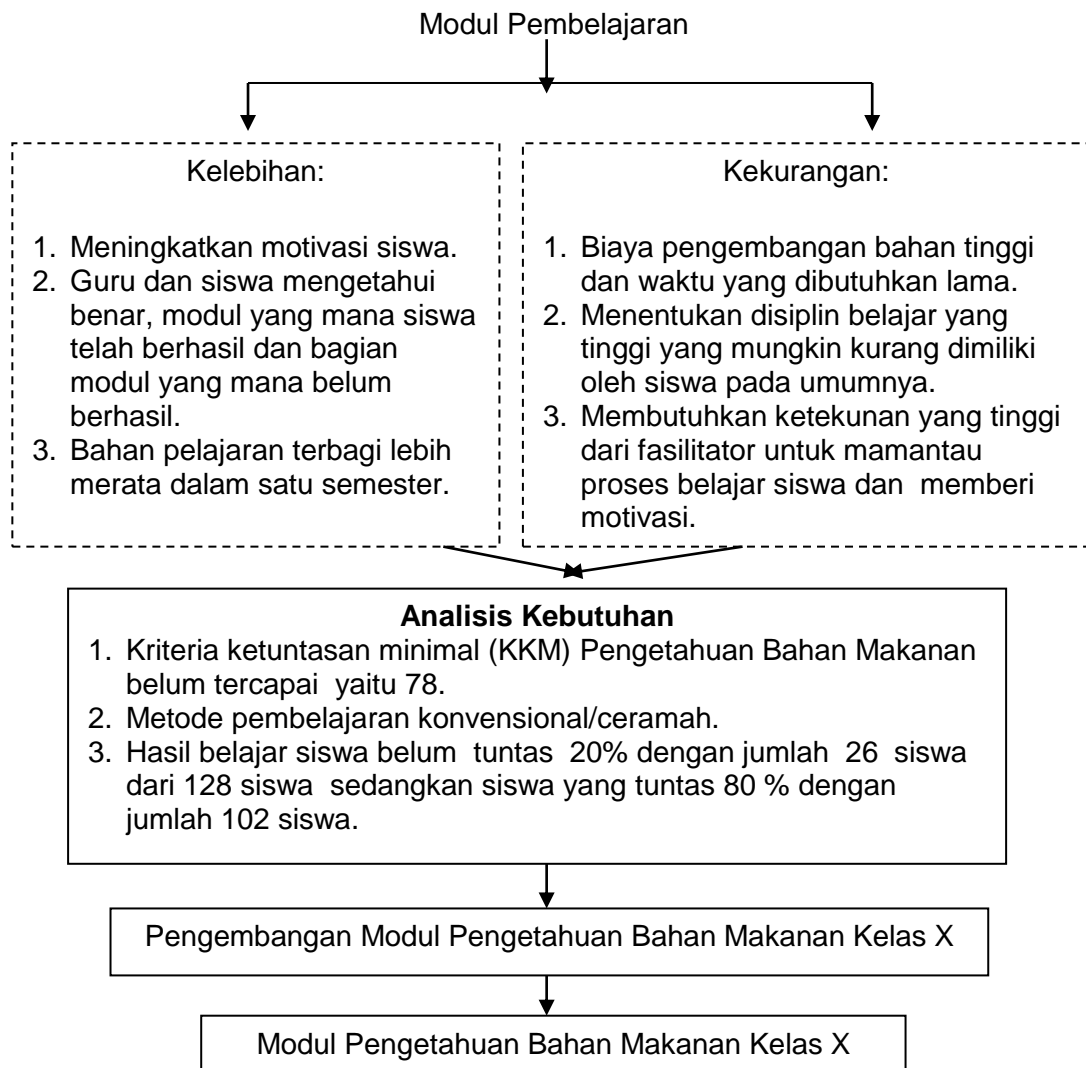 Modul Pembelajaran
Kelebihan:
1. Meningkatkan motivasi siswa.
2. Guru dan siswa mengetahui
benar, modul yang mana siswa
telah berhasil dan bagian
modul yang mana belum
berhasil.
3. Bahan pelajaran terbagi lebih
merata dalam satu semester.
Kekurangan:
1. Biaya pengembangan bahan tinggi
dan waktu yang dibutuhkan lama.
2. Menentukan disiplin belajar yang
tinggi yang mungkin kurang dimiliki
oleh siswa pada umumnya.
3. Membutuhkan ketekunan yang tinggi
dari fasilitator untuk mamantau
proses belajar siswa dan memberi
motivasi.
Analisis Kebutuhan
1. Kriteria ketuntasan minimal (KKM) Pengetahuan Bahan Makanan
belum tercapai yaitu 78.
2. Metode pembelajaran konvensional/ceramah.
3. Hasil belajar siswa belum tuntas 20% dengan jumlah 26 siswa
dari 128 siswa sedangkan siswa yang tuntas 80 % dengan
jumlah 102 siswa.
Pengembangan Modul Pengetahuan Bahan Makanan Kelas X
Modul Pengetahuan Bahan Makanan Kelas X